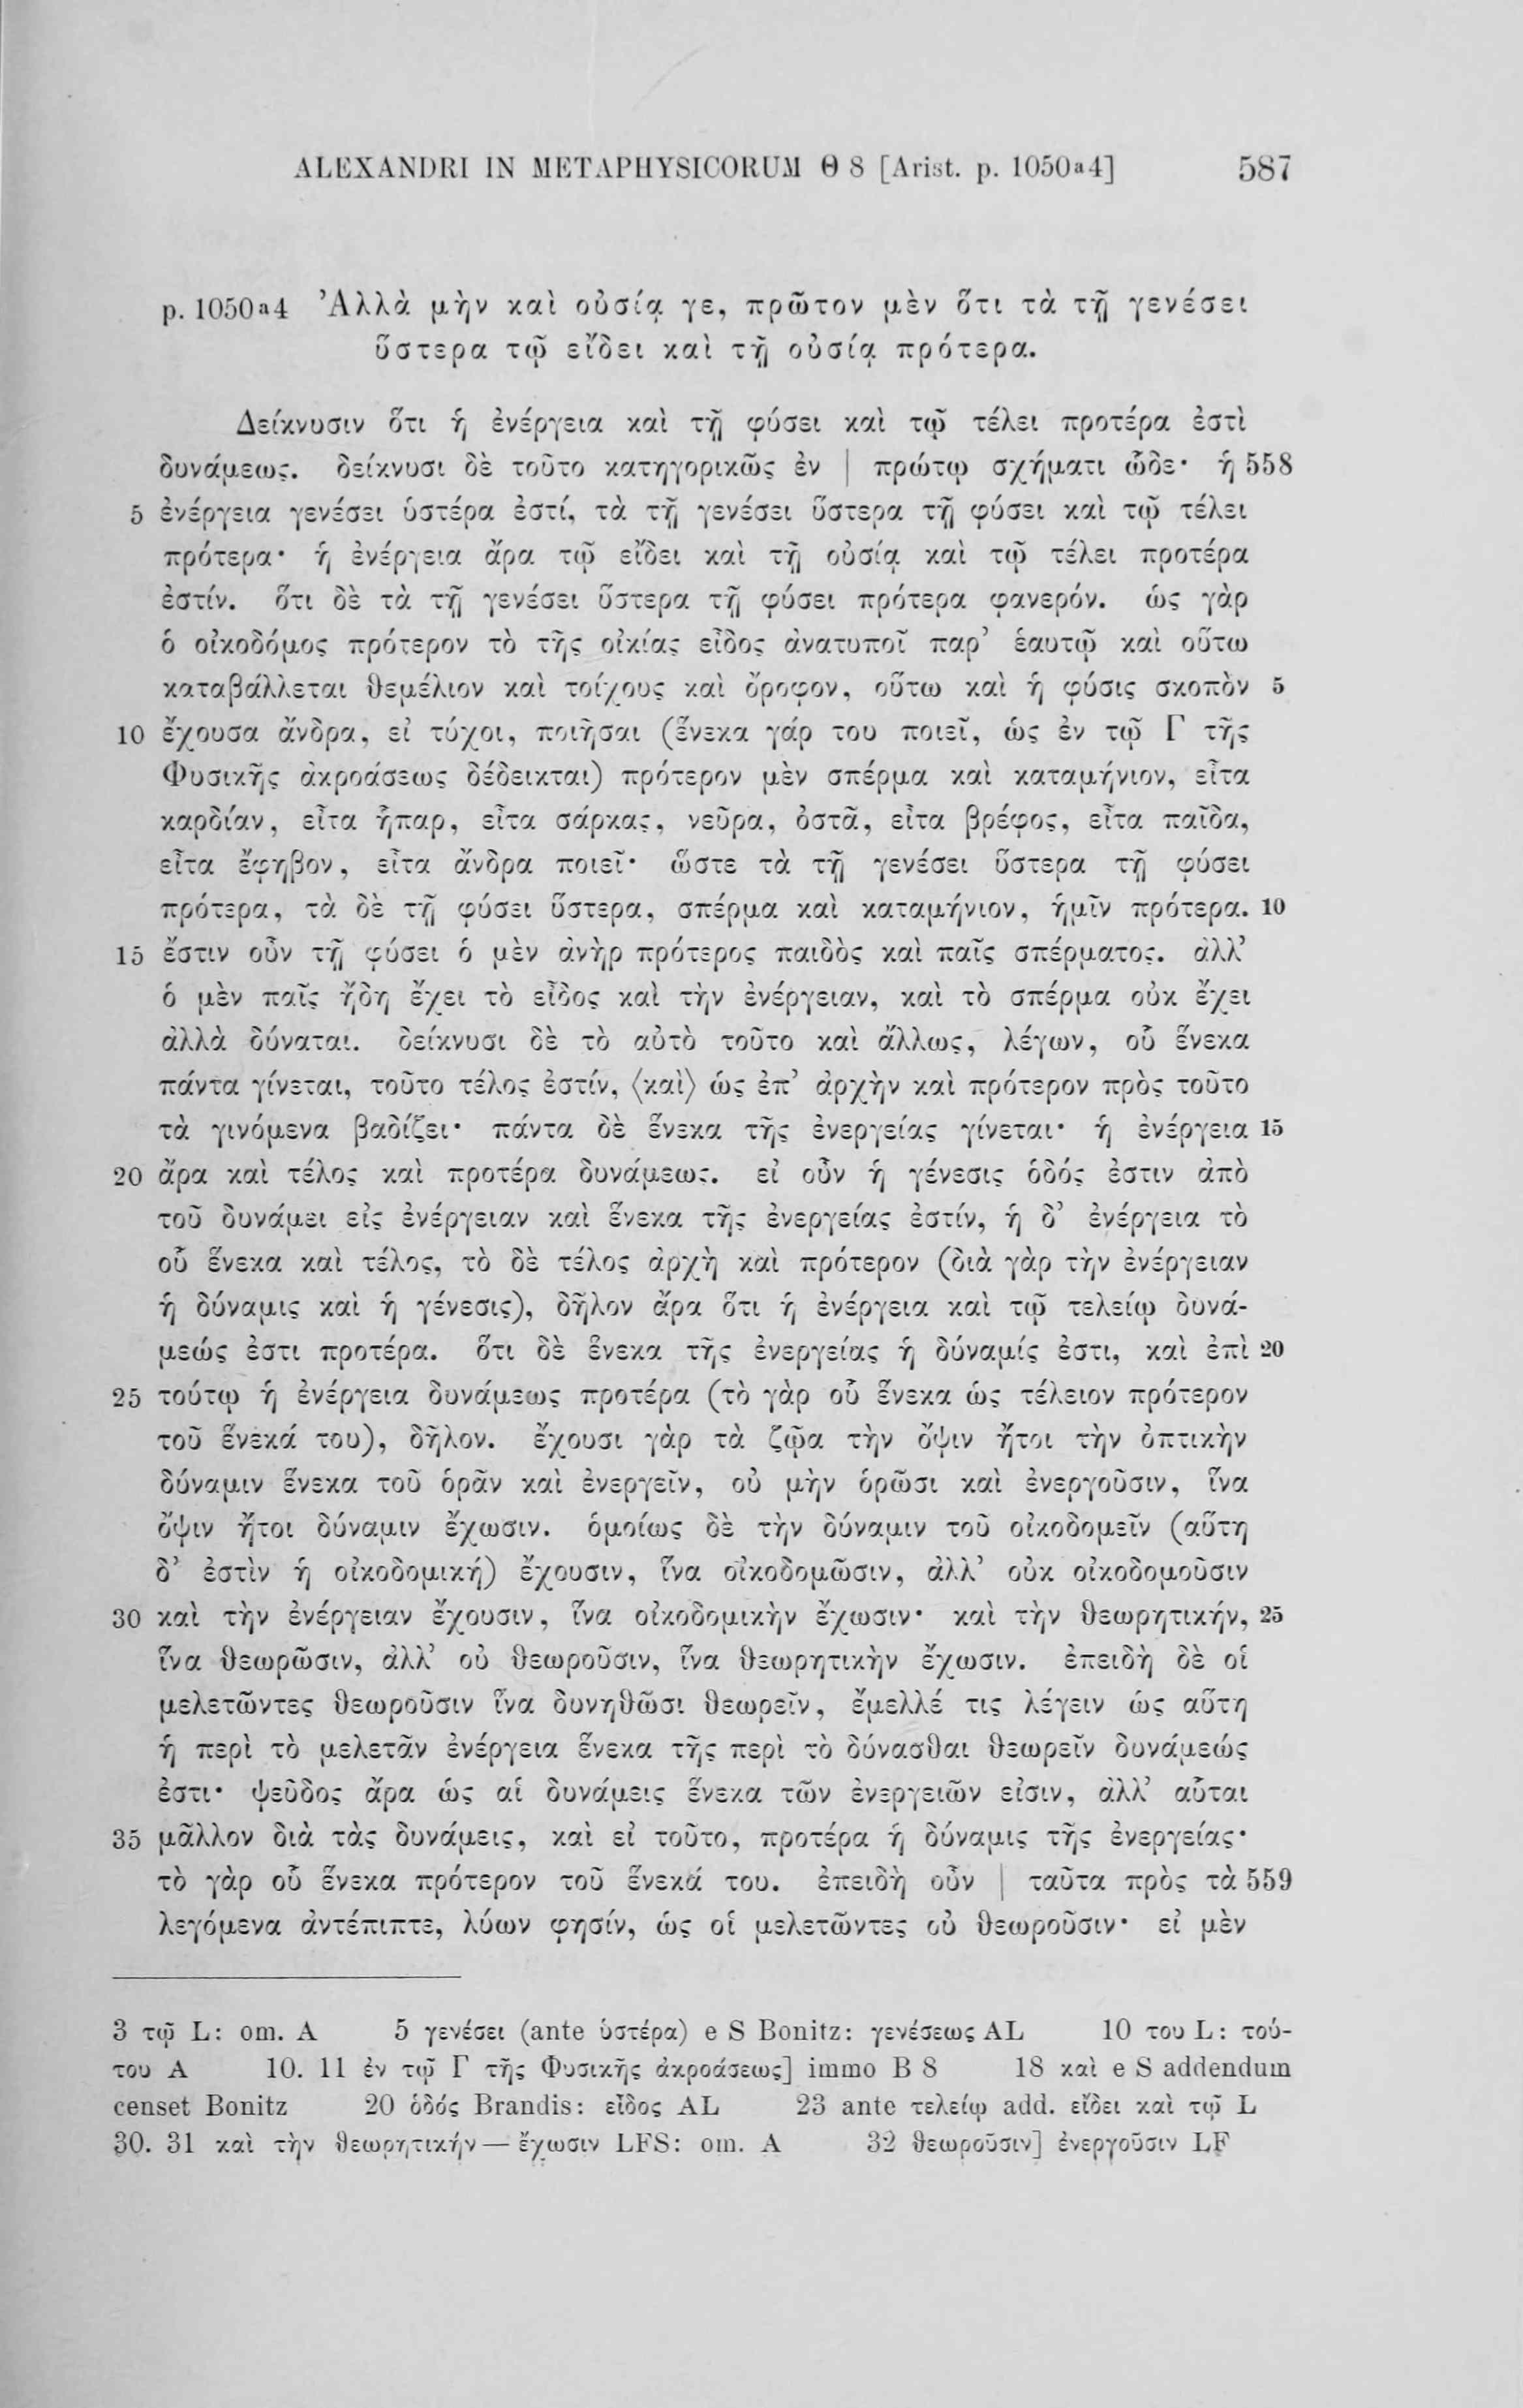 ALEXANDRI IN METAPHYSICORUM Θ 8 [Arist. p. 1050a4] 587
p. 1050a4 Ἀλλὰ μὴν καὶ οὐσίᾳ γε, πρῶτον μὲν ὅτι τὰ τῇ γενέσει
ὕστερα τῷ εἴδει καὶ τῇ οὐσίᾳ πρότερα.
Δείκνυσιν ὅτι ἡ ἐνέργεια καὶ τῇ φύσει καὶ τῷ τέλει προτέρα ἐστὶ
δυνάμεως. δείκνυσι δὲ τοῦτο κατηγορικῶς ἐν | πρώτῳ σχήματι ὧδε· ἡ 558
5 ἐνέργεια γενέσει ὑστέρα ἐστί, τὰ τῇ γενέσει ὕστερα τῇ φύσει καὶ τῷ τέλει
πρότερα· ἡ ἐνέργεια ἄρα τῷ εἴδει καὶ τῇ οὐσίᾳ καὶ τῷ τέλει προτέρα
ἐστίν. ὅτι δὲ τὰ τῇ γενέσει ὕστερα τῇ φύσει πρότερα φανερόν. ὡς γὰρ
ὁ οἰκοδόμος πρότερον τὸ τῆς οἰκίας εἶδος ἀνατυποῖ παρ’ ἑαυτῷ καὶ οὕτω
καταβάλλεται θεμέλιον καὶ τοίχους καὶ ὄροφον, οὕτω καὶ ἡ φύσις σκοπὸν 5
10 ἔχουσα ἄνδρα, εἰ τύχοι, ποιῆσαι (ἕνεκα γάρ του ποιεῖ, ὡς ἐν τῷ Γ τῆς
Φυσικῆς ἀκροάσεως δέδεικται) πρότερον μὲν σπέρμα καὶ καταμήνιον, εἶτα
καρδίαν, εἶτα ἧπαρ, εἶτα σάρκας, νεῦρα, ὀστᾶ, εἶτα βρέφος, εἶτα παῖδα,
εἶτα ἔφηβον, εἶτα ἄνδρα ποιεῖ· ὥστε τὰ τῇ γενέσει ὕστερα τῇ φύσει
πρότερα, τὰ δὲ τῇ φύσει ὕστερα, σπέρμα καὶ καταμήνιον, ἡμῖν πρότερα. 10
15 ἔστιν οὖν τῇ φύσει ὁ μὲν ἀνὴρ πρότερος παιδὸς καὶ παῖς σπέρματος. ἀλλ’
ὁ μὲν παῖς ἤδη ἔχει τὸ εἶδος καὶ τὴν ἐνέργειαν, καὶ τὸ σπέρμα οὐκ ἔχει
ἀλλὰ δύναται. δείκνυσι δὲ τὸ αὐτὸ τοῦτο καὶ ἄλλως, λέγων, οὗ ἕνεκα
πάντα γίνεται, τοῦτο τέλος ἐστίν, ⟨καὶ⟩ ὡς ἐπ’ ἀρχὴν καὶ πρότερον πρὸς τοῦτο
τὰ γινόμενα βαδίζει· πάντα δὲ ἕνεκα τῆς ἐνεργείας γίνεται· ἡ ἐνέργεια 15
20 ἄρα καὶ τέλος καὶ προτέρα δυνάμεως. εἰ οὖν ἡ γένεσις ὁδός ἐστιν ἀπὸ
τοῦ δυνάμει εἰς ἐνέργειαν καὶ ἕνεκα τῆς ἐνεργείας ἐστίν, ἡ δ’ ἐνέργεια τὸ
οὗ ἕνεκα καὶ τέλος, τὸ δὲ τέλος ἀρχὴ καὶ πρότερον (διὰ γὰρ τὴν ἐνέργειαν
ἡ δύναμις καὶ ἡ γένεσις), δῆλον ἄρα ὅτι ἡ ἐνέργεια καὶ τῷ τελείῳ δυνά-
μεώς ἐστι προτέρα. ὅτι δὲ ἕνεκα τῆς ἐνεργείας ἡ δύναμίς ἐστι, καὶ ἐπὶ 20
25 τούτῳ ἡ ἐνέργεια δυνάμεως προτέρα (τὸ γὰρ οὗ ἕνεκα ὡς τέλειον πρότερον
τοῦ ἕνεκά του), δῆλον. ἔχουσι γὰρ τὰ ζῷα τὴν ὄψιν ἤτοι τὴν ὀπτικὴν
δύναμιν ἕνεκα τοῦ ὁρᾶν καὶ ἐνεργεῖν, οὐ μὴν ὁρῶσι καὶ ἐνεργοῦσιν, ἵνα
ὄψιν ἤτοι δύναμιν ἔχωσιν. ὁμοίως δὲ τὴν δύναμιν τοῦ οἰκοδομεῖν (αὕτη
δ’ ἐστὶν ἡ οἰκοδομική) ἔχουσιν, ἵνα οἰκοδομῶσιν, ἀλλ’ οὐκ οἰκοδομοῦσιν
30 καὶ τὴν ἐνέργειαν ἔχουσιν, ἵνα οἰκοδομικὴν ἔχωσιν· καὶ τὴν θεωρητικήν, 25
ἵνα θεωρῶσιν, ἀλλ’ οὐ θεωροῦσιν, ἵνα θεωρητικὴν ἔχωσιν. ἐπειδὴ δὲ οἱ
μελετῶντες θεωροῦσιν ἵνα δυνηθῶσι θεωρεῖν, ἔμελλέ τις λέγειν ὡς αὕτη
ἡ περὶ τὸ μελετᾶν ἐνέργεια ἕνεκα τῆς περὶ τὸ δύνασθαι θεωρεῖν δυνάμεώς
ἐστι· ψεῦδος ἄρα ὡς αἱ δυνάμεις ἕνεκα τῶν ἐνεργειῶν εἰσιν, ἀλλ’ αὗται
35 μᾶλλον διὰ τὰς δυνάμεις, καὶ εἰ τοῦτο, προτέρα ἡ δύναμις τῆς ἐνεργείας·
τὸ γὰρ οὗ ἕνεκα πρότερον τοῦ ἕνεκά του. ἐπειδὴ οὖν | ταῦτα πρὸς τὰ 559
λεγόμενα ἀντέπιπτε, λύων φησίν, ὡς οἱ μελετῶντες οὐ θεωροῦσιν· εἰ μὲν
3 τῷ L: om. A 5 γενέσει (ante ὑστέρα) e S Bonitz: γενέσεως AL 10 του L: τού-
του A 10. 11 ἐν τῷ Γ τῆς Φυσικῆς ἀκροάσεως] immo B 8 18 καὶ e S addendum
censet Bonitz 20 ὁδός Brandis: εἶδος AL 23 ante τελείῳ add. εἴδει καὶ τῷ L
30. 31 καὶ τὴν θεωρητικήν — ἔχωσιν LFS: om. A 32 θεωροῦσιν] ἐνεργοῦσιν LF